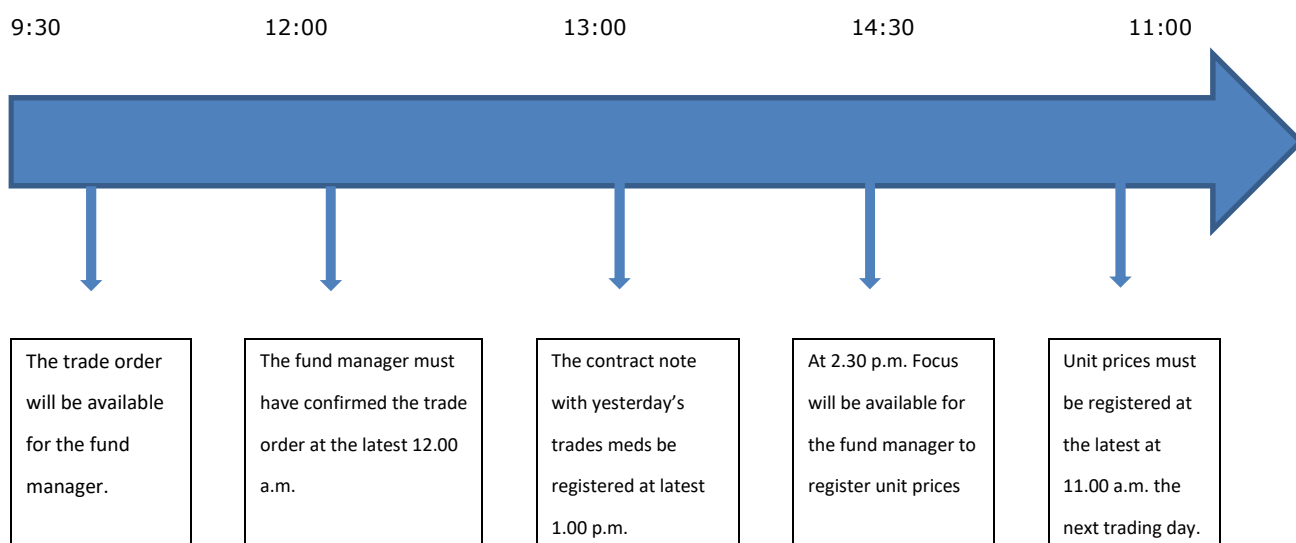 9:30 12:00 13:00 14:30 11:00
The trade order
will be available
for the fund
manager.
The fund manager must
have confirmed the trade
order at the latest 12.00
a.m.
The contract note
with yesterday’s
trades meds be
registered at latest
1.00 p.m.
At 2.30 p.m. Focus
will be available for
the fund manager to
register unit prices
Unit prices must
be registered at
the latest at
11.00 a.m. the
next trading day.